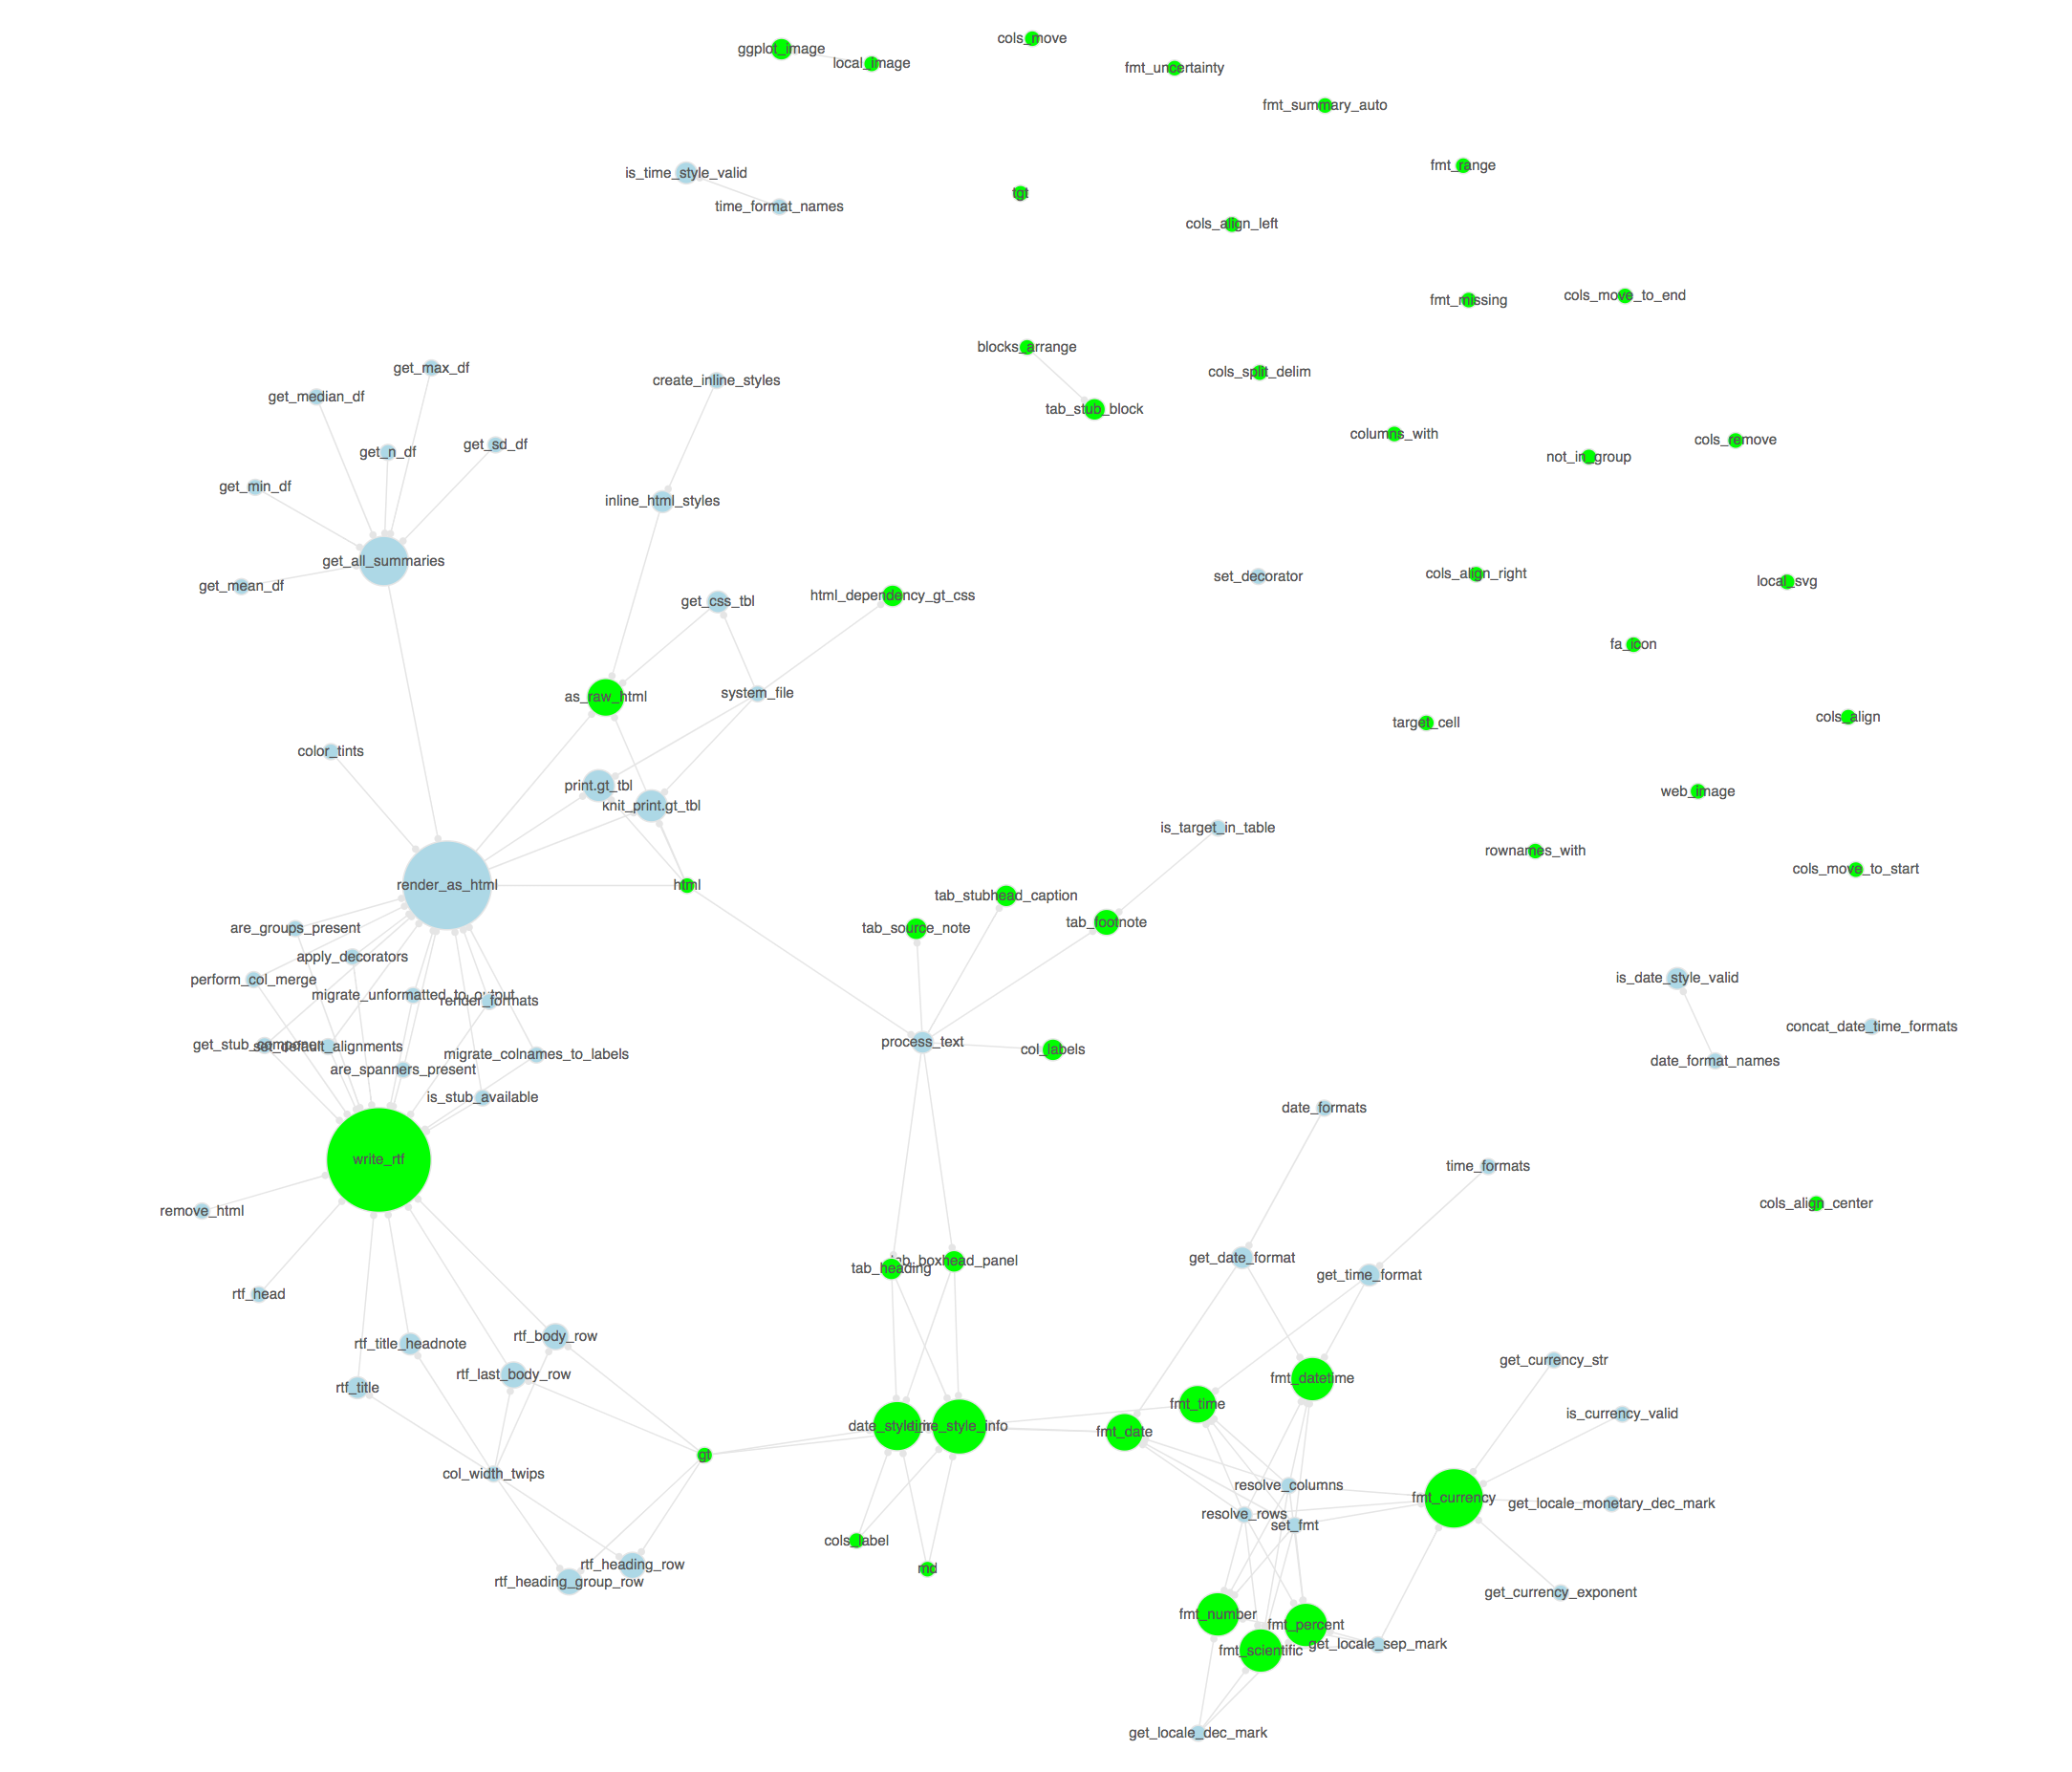 ggplot_image
cols_move
local_image
fmt_uncertainty
fmt_summary_auto
fmt_range
is_time_style_valid
tgt
time_format_names
cols_align_left
cols_move_to_end
fmt_missing
blocks_arrange
get_max_df
cols_split_delim
create_inline_styles
get_median_df
tab_stub_block
columns_with
cols_remove
get_sd_df
get_n_df
not_in_group
get_min_df
inline_html_styles
get_all_summaries
cols_align_right
set_decorator
local_svg
get_mean_df
html_dependency_gt_css
get_css_tbl
fa_icon
system_file
as_raw_html
cols_align
target_cell
color_tints
print.gt_tbl
web_image
knit_print.gt_tbl
is_target_in_table
rownames_with
cols_move_to_start
render_as_html
html
tab_stubhead_caption
tab_footnote
are_groups_present
tab_source_note
apply_decorators
perform_col_merge
is_date_style_valid
migrate_unformatted_to_output
render_formats
concat_date_time_formats
process_text
get_stub_components
set_default_alignments
col_labels
migrate_colnames_to_labels
date_format_names
are_spanners_present
is_stub_available
date_formats
write_rtf
time_formats
cols_align_center
remove_html
get_date_format
tab_boxhead_panel
tab_heading
get_time_format
rtf_head
rtf_body_row
rtf_title_headnote
get_currency_str
rtf_last_body_row
fmt_datetime
rtf_title
fmt_time
is_currency_valid
date_style_info
time_style_info
fmt_date
gt
col_width_twips
resolve_columns
fmt_currency
get_locale_monetary_dec_mark
resolve_rows
set_fmt
cols_label
rtf_heading_row
md
rtf_heading_group_row
get_currency_exponent
fmt_number
fmt_percent
get_locale_sep_mark
fmt_scientific
get_locale_dec_mark